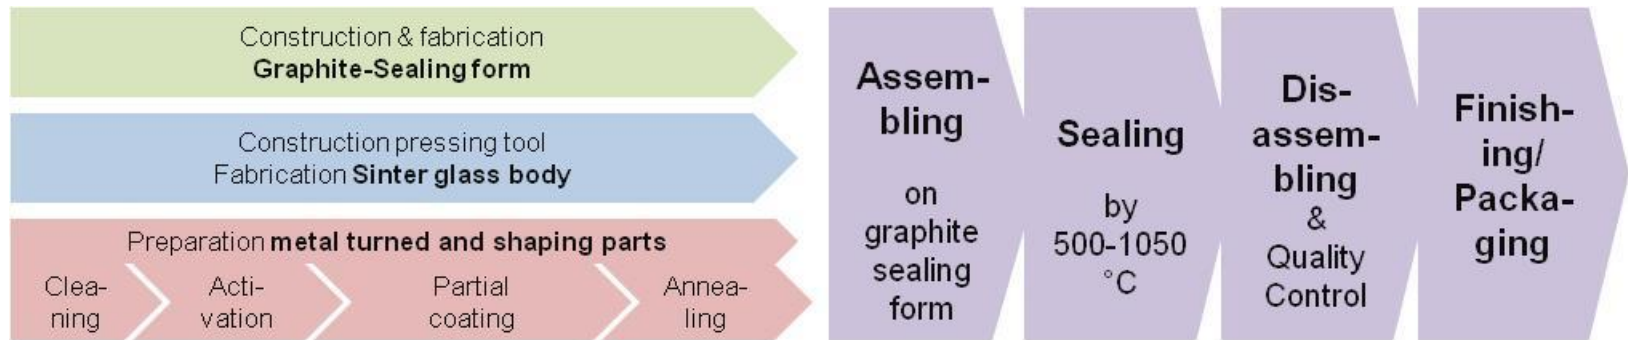 Construction & fabrication
Graphite-Sealing form
Construction pressing tool
Fabrication Sinter glass body
Preparation metal turned and shaping parts
Clea-
ning
Acti-
vation
Partial
coating
Annea-
ling
Assem-
bling
on
graphite
sealing
form
Sealing
by
500-1050
°C
Dis-
assem-
bling
&
Quality
Control
Finish-
ing/
Packa-
ging